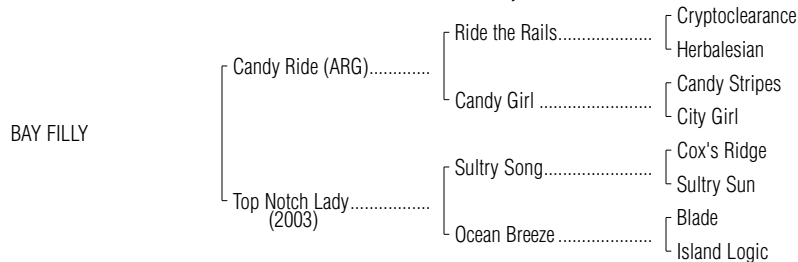 Cryptoclearance
Ride the Rails.....................
Herbalesian
Candy Ride (ARG).............
Candy Stripes
Candy Girl .........................
City Girl
BAY FILLY
Cox's Ridge
Sultry Song........................
Sultry Sun
Top Notch Lady.................
(2003)
Blade
Ocean Breeze .....................
Island Logic